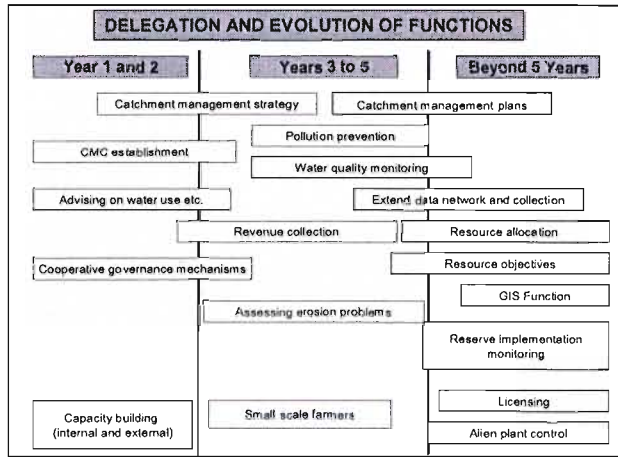 DELEGATION AND EVOLUTION OF FUNCTIONS
Year 1 and 2
Years 3 to 5
Beyond 5 Years
Catchment management strategy
Catchment management plans
Pollution prevention
CMC establishment
Water quality monitoring
Advising on water use etc.
Extend data network and collection
Revenue collection
Resource allocation
Cooperative governance mechanisms
Resource objectives
GIS Function
Assessing erosion problems
Reserve implementation
monitoring
Licensing
Capacity building
(internal and external)
Small scale farmers
Alien plant control